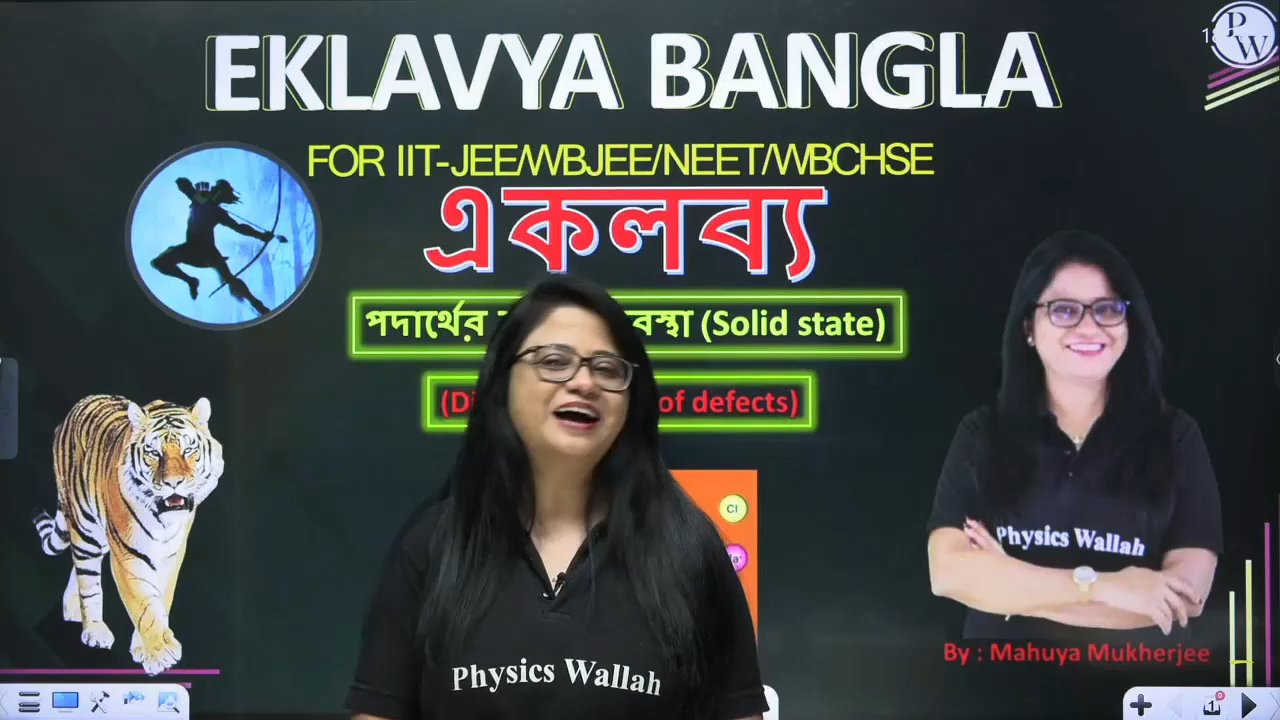 EKLAVYA BANGLA
PW
FOR IIT-JEE/WBJEE/NEET/WBCHSE
একলব্য
পদার্থের (Solid state)
of defects)
Cl
Physics Wallah
Physics Wallah
By : Mahuya Mukherjee